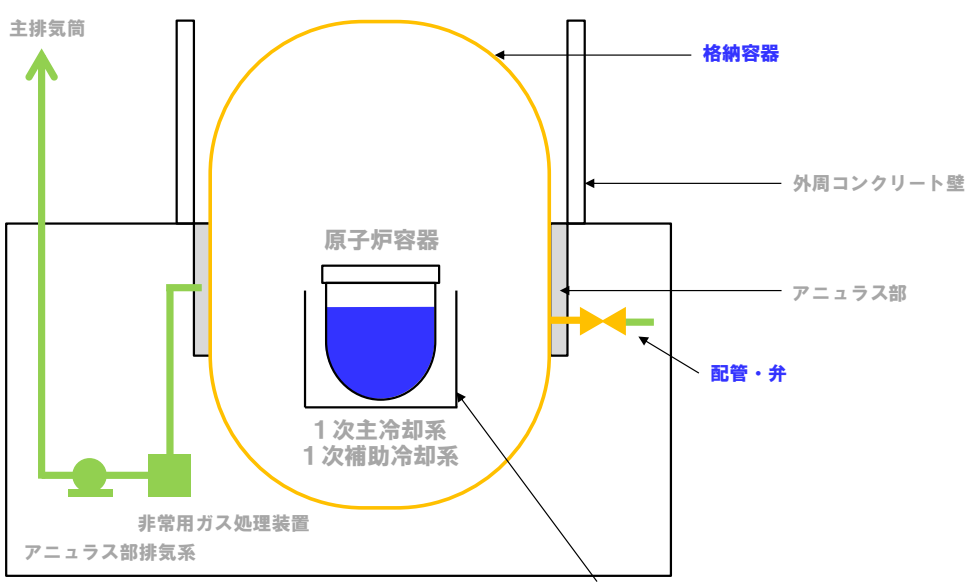 主排気筒
格納容器
外周コンクリート壁
原子炉容器
アニュラス部
配管・弁
1次主冷却系
1次補助冷却系
非常用ガス処理装置
アニュラス部排気系